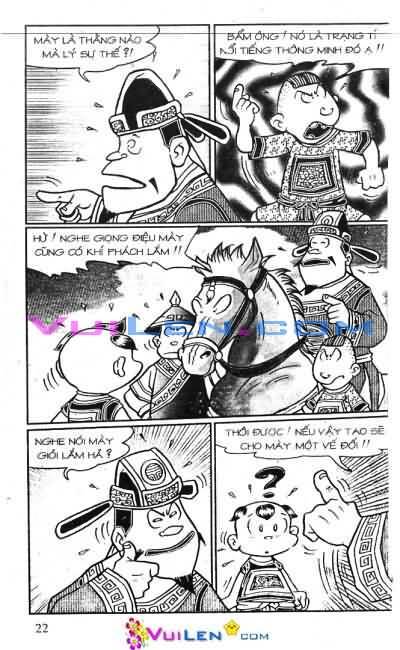 MÀY LÀ THẰNG NÀO
MÀ LÝ SỰ THẾ ?!
BẨM ÔNG ! NÓ LÀ TRẠNG TÍ
NỔI TIẾNG THÔNG MINH ĐÓ Ạ !!
HỪ ! NGHE GIỌNG ĐIỆU MÀY
CŨNG CÓ KHÍ PHÁCH LẮM !!
VUILEN.COM
NGHE NÓI MÀY
GIỎI LẮM HẢ ?
THÔI ĐƯỢC ! NẾU VẬY TAO SẼ
CHO MÀY MỘT VẾ ĐỐI !!
?
22
VUILEN COM